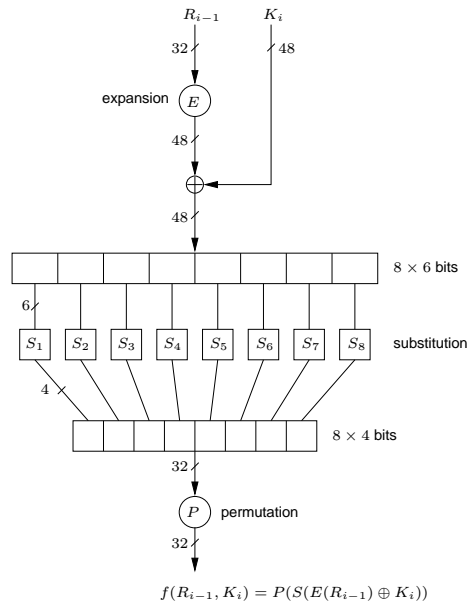 R_{i−1} K_i
32 48
expansion E
48
48
8 × 6 bits
6
S_1 S_2 S_3 S_4 S_5 S_6 S_7 S_8 substitution
4
8 × 4 bits
32
P permutation
32
f(R_{i−1}, K_i) = P(S(E(R_{i−1}) ⊕ K_i))